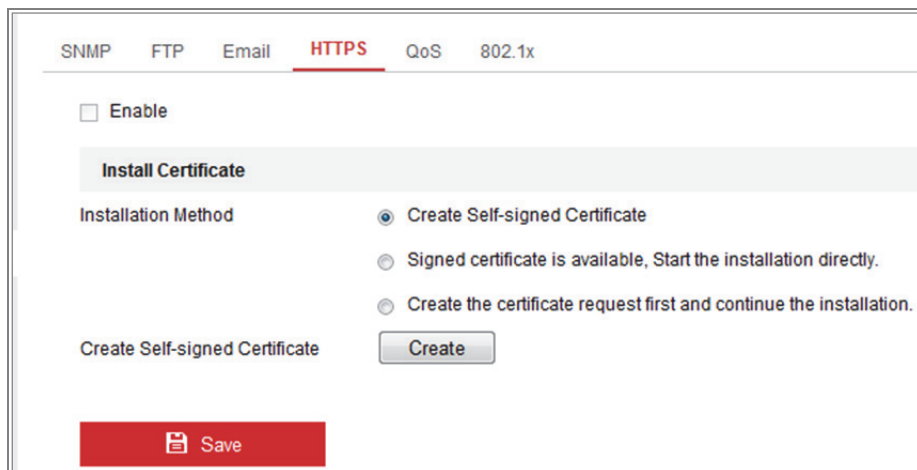 SNMP FTP Email HTTPS QoS 802.1x
Enable
Install Certificate
Installation Method
Create Self-signed Certificate
Signed certificate is available, Start the installation directly.
Create the certificate request first and continue the installation.
Create Self-signed Certificate Create
Save